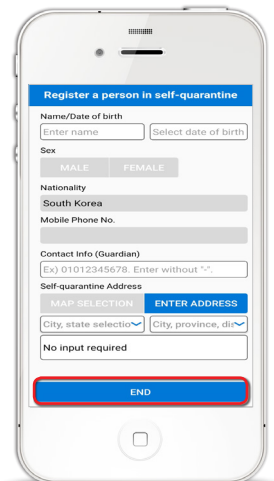 Register a person in self-quarantine
Name/Date of birth
Enter name Select date of birth
Sex
MALE FEMALE
Nationality
South Korea
Mobile Phone No.
Contact Info (Guardian)
Ex) 01012345678. Enter without "-".
Self-quarantine Address
MAP SELECTION ENTER ADDRESS
City, state selectio City, province, dis
No input required
END